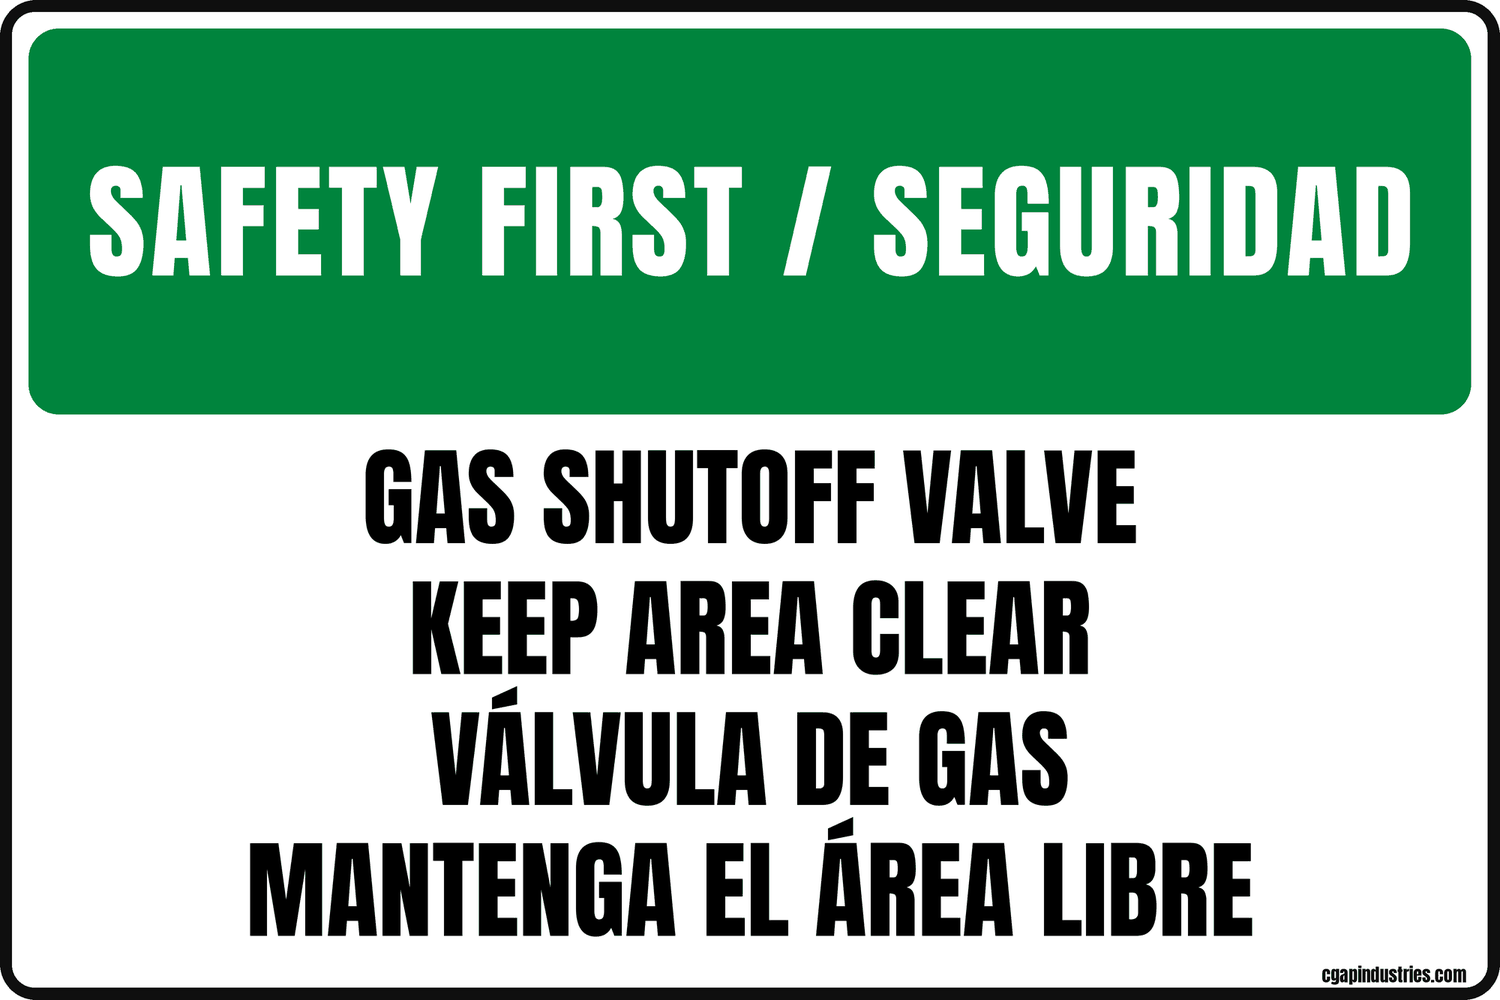 SAFETY FIRST / SEGURIDAD
GAS SHUTOFF VALVE
KEEP AREA CLEAR
VÁLVULA DE GAS
MANTENGA EL ÁREA LIBRE
cgapindustries.com